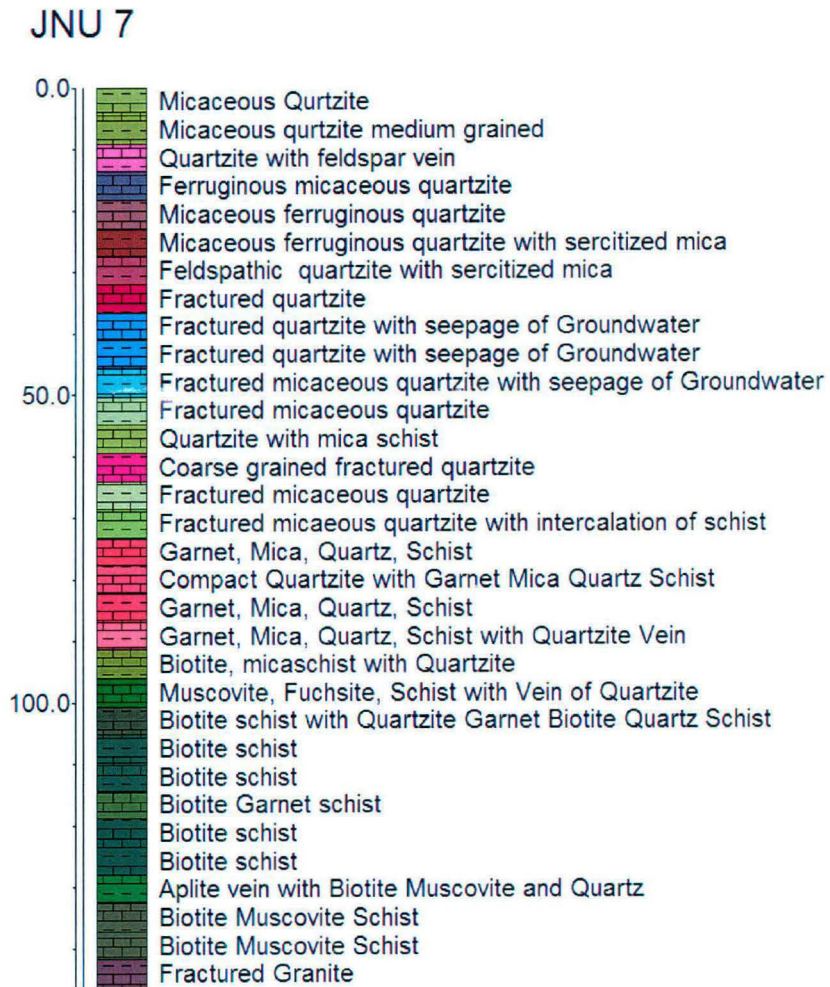 JNU 7
0.0
Micaceous Qurtzite
Micaceous qurtzite medium grained
Quartzite with feldspar vein
Ferruginous micaceous quartzite
Micaceous ferruginous quartzite
Micaceous ferruginous quartzite with sercitized mica
Feldspathic quartzite with sercitized mica
Fractured quartzite
Fractured quartzite with seepage of Groundwater
Fractured quartzite with seepage of Groundwater
Fractured micaceous quartzite with seepage of Groundwater
50.0
Fractured micaceous quartzite
Quartzite with mica schist
Coarse grained fractured quartzite
Fractured micaceous quartzite
Fractured micaeous quartzite with intercalation of schist
Garnet, Mica, Quartz, Schist
Compact Quartzite with Garnet Mica Quartz Schist
Garnet, Mica, Quartz, Schist
Garnet, Mica, Quartz, Schist with Quartzite Vein
Biotite, micaschist with Quartzite
Muscovite, Fuchsite, Schist with Vein of Quartzite
100.0
Biotite schist with Quartzite Garnet Biotite Quartz Schist
Biotite schist
Biotite schist
Biotite Garnet schist
Biotite schist
Biotite schist
Aplite vein with Biotite Muscovite and Quartz
Biotite Muscovite Schist
Biotite Muscovite Schist
Fractured Granite